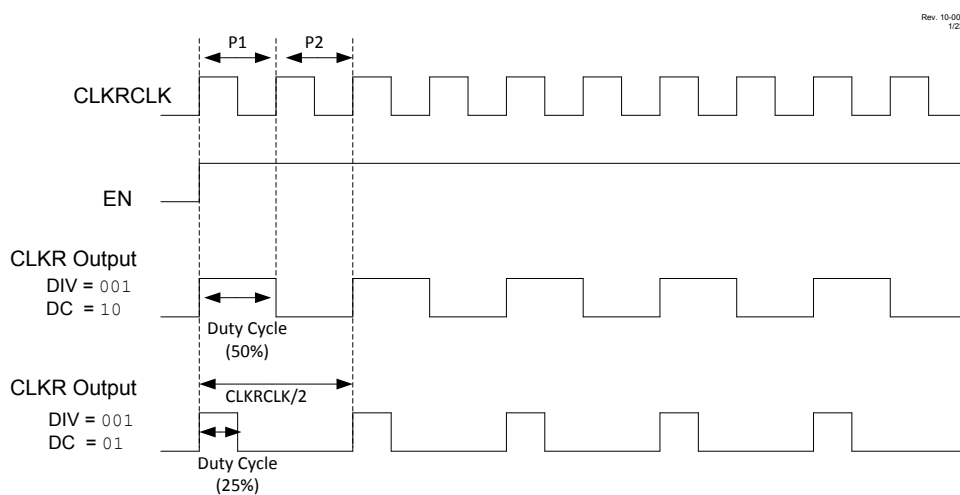 Rev. 10-00
1/23
P1 P2
CLKRCLK
EN
CLKR Output
DIV = 001
DC = 10
Duty Cycle
(50%)
CLKR Output
CLKRCLK/2
DIV = 001
DC = 01
Duty Cycle
(25%)